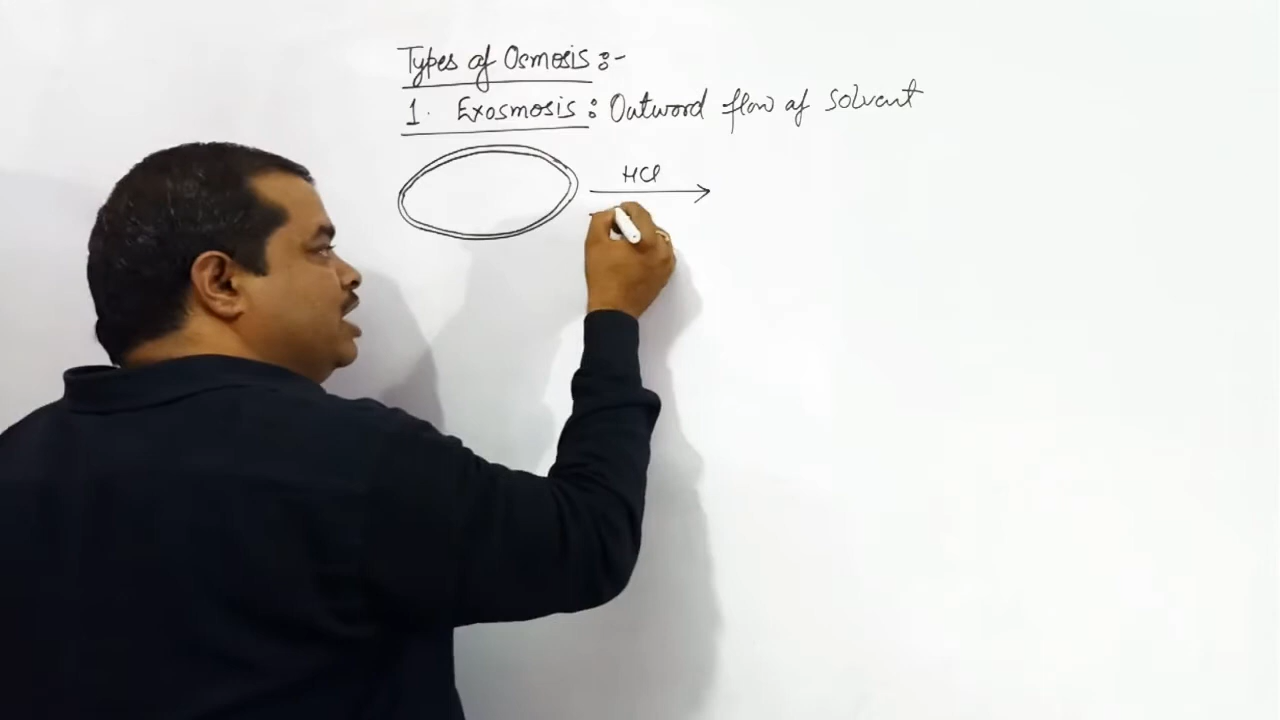 Types of Osmosis :-
1. Exosmosis : Outword flow of solvent
HCl